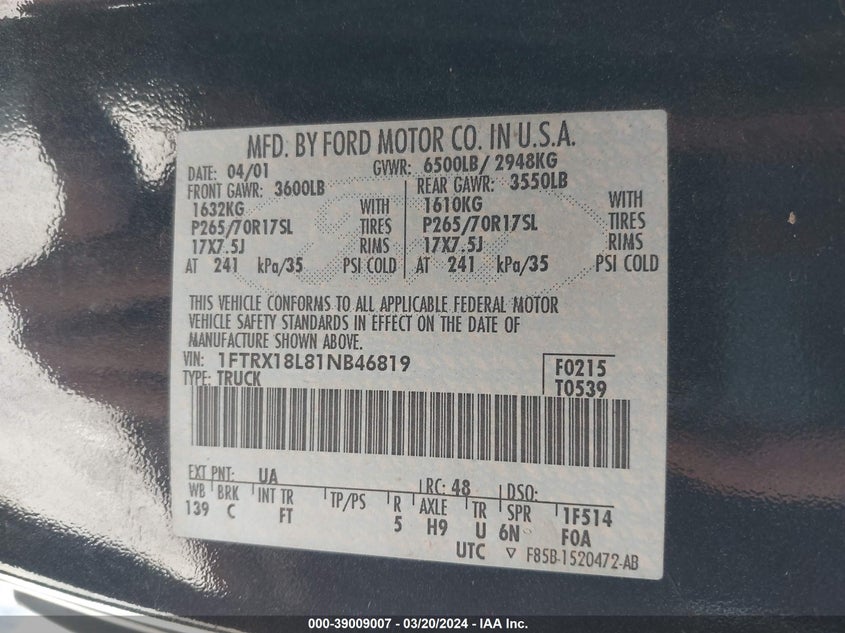 MFD. BY FORD MOTOR CO. IN U.S.A.
DATE: 04/01 GVWR: 6500LB/ 2948KG
FRONT GAWR: 3600LB REAR GAWR: 3550LB
1632KG WITH 1610KG WITH
P265/70R17SL TIRES P265/70R17SL TIRES
17X7.5J RIMS 17X7.5J RIMS
AT 241 kPa/35 PSI COLD AT 241 kPa/35 PSI COLD
THIS VEHICLE CONFORMS TO ALL APPLICABLE FEDERAL MOTOR
VEHICLE SAFETY STANDARDS IN EFFECT ON THE DATE OF
MANUFACTURE SHOWN ABOVE.
VIN: 1FTRX18L81NB46819 F0215
TYPE: TRUCK T0539
EXT PNT: UA RC: 48 DSO:
WB BRK INT TR TP/PS R AXLE TR SPR 1F514
139 C FT 5 H9 U 6N F0A
UTC ▽ F85B-1520472-AB
000-39009007 - 03/20/2024 - IAA Inc.